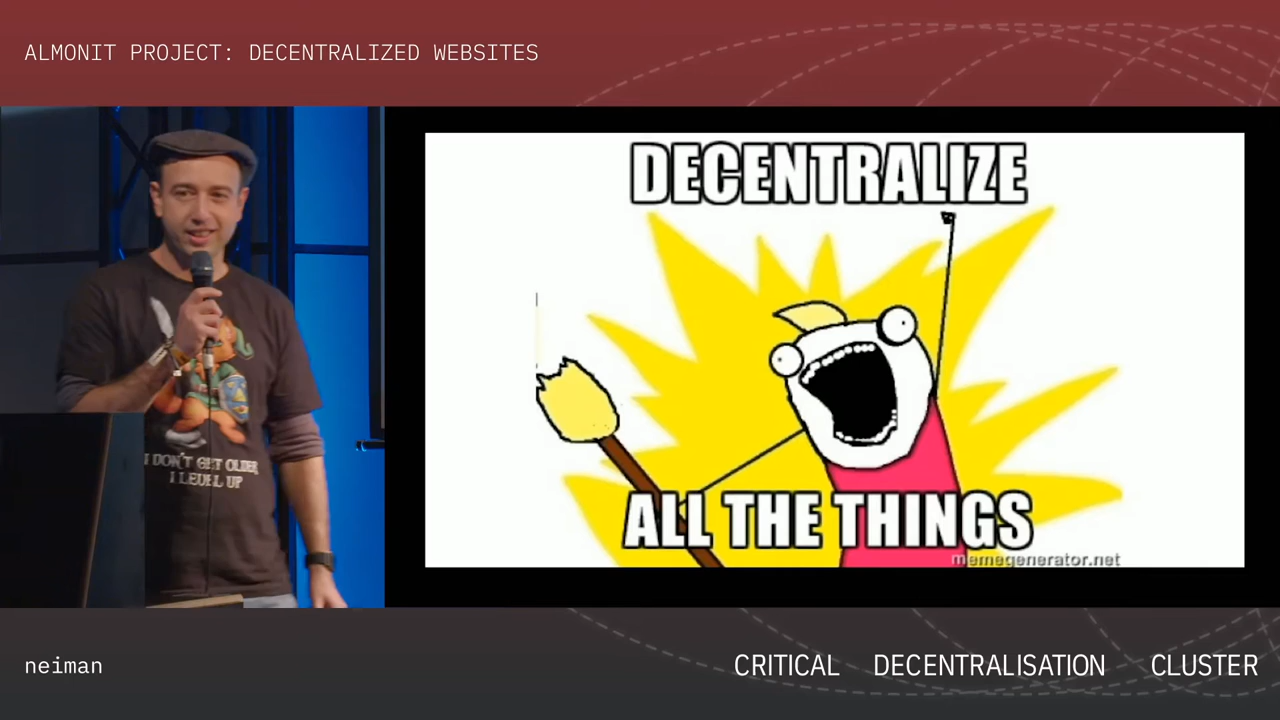 ALMONIT PROJECT: DECENTRALIZED WEBSITES
DECENTRALIZE
I DON'T GET OLDER
I LEVEL UP
ALL THE THINGS
memegenerator.net
neiman
CRITICAL DECENTRALISATION CLUSTER